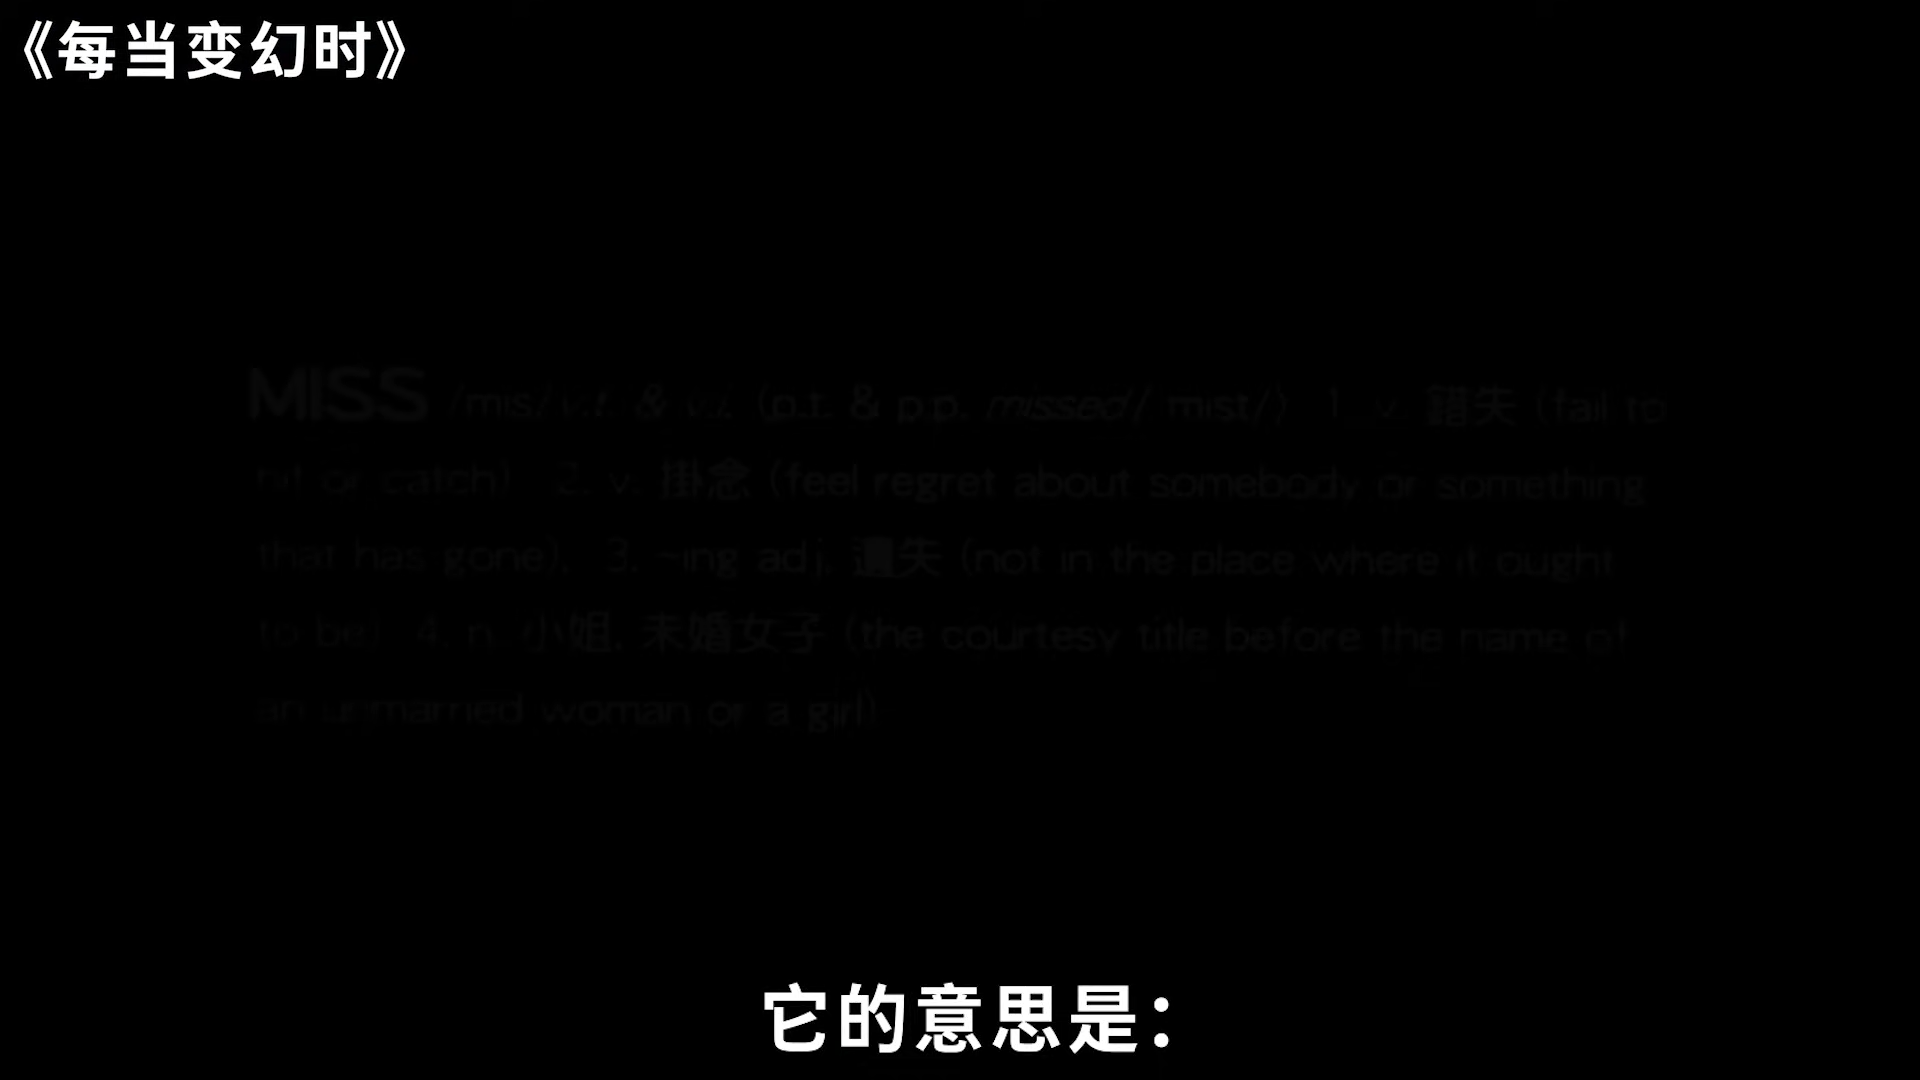 《每当变幻时》
MISS /mis/ v.t. & v.i. (p.t. & p.p. missed/ mist/) 1. v. 錯失 (fail to
hit or catch) 2. v. 掛念 (feel regret about somebody or something
that has gone). 3. ~ing adj. 遺失 (not in the place where it ought
to be) 4. n. 小姐, 未婚女子 (the courtesy title before the name of
an unmarried woman or a girl)
它的意思是：